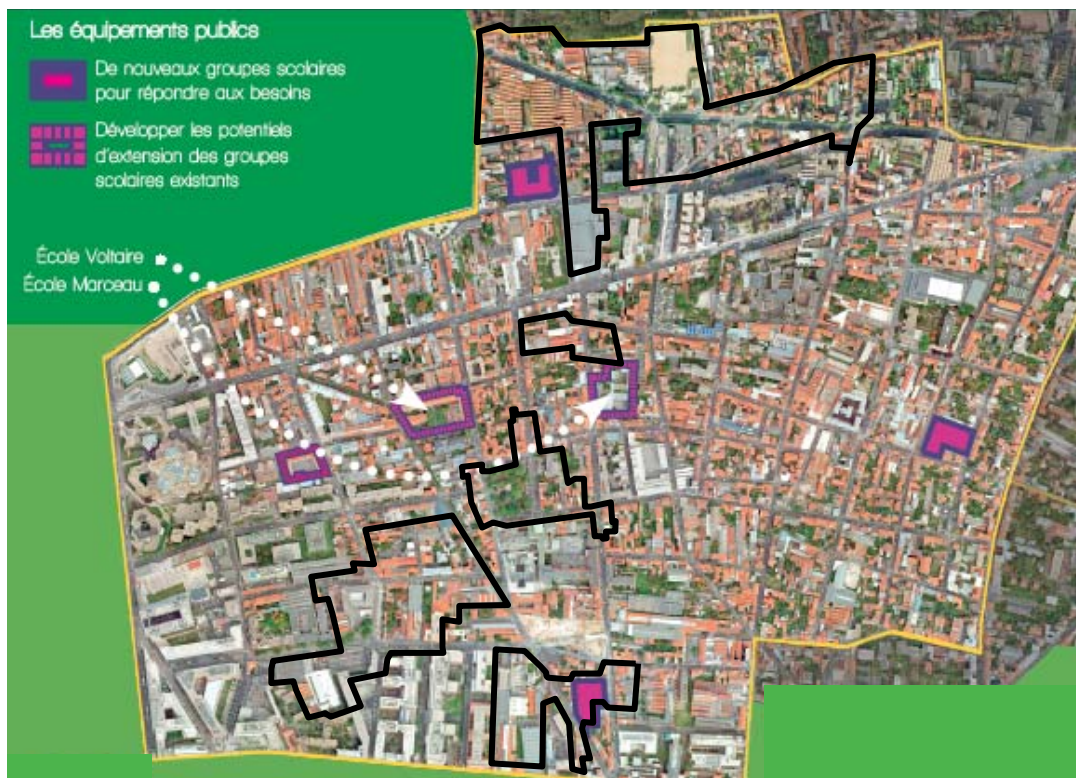 Les équipements publics
De nouveaux groupes scolaires
pour répondre aux besoins
Développer les potentiels
d'extension des groupes
scolaires existants
École Voltaire
École Marceau